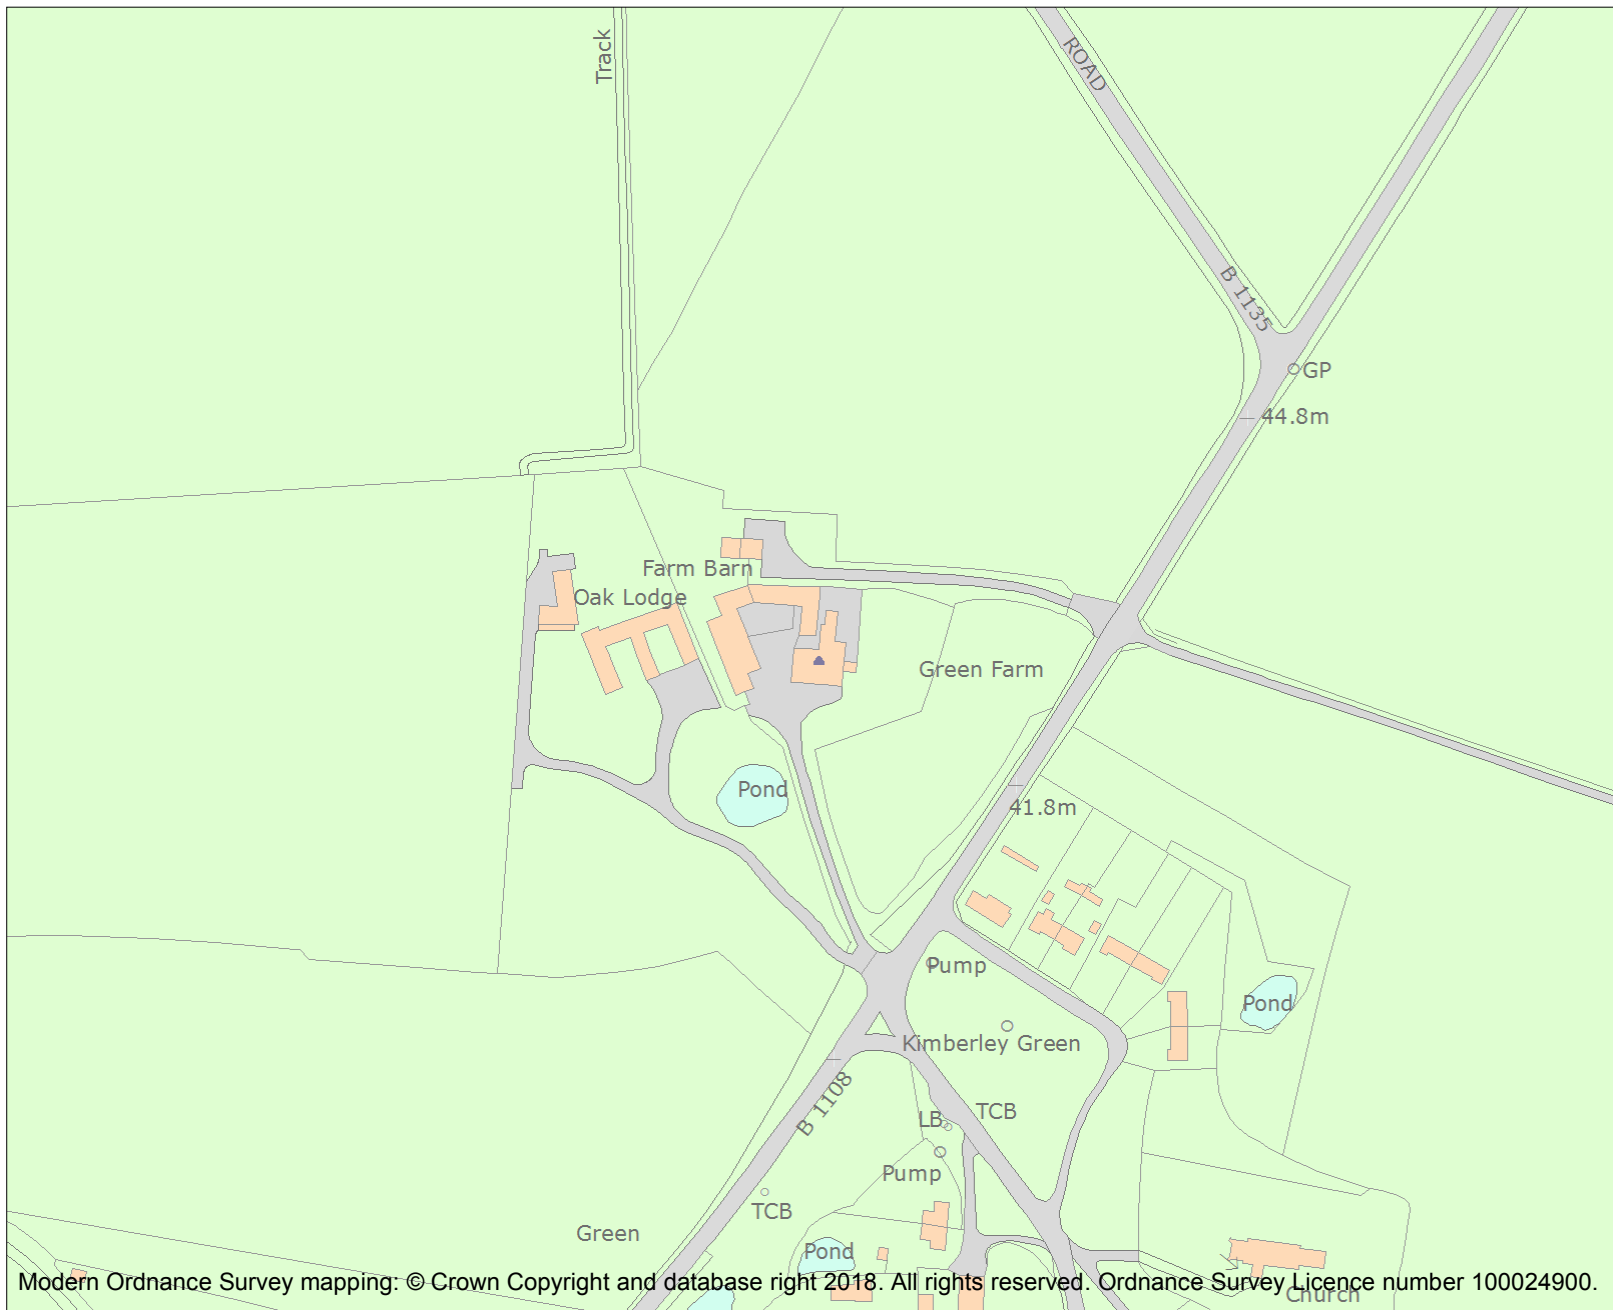 Track
ROAD
B 1135
GP
44.8m
Farm Barn
Oak Lodge
Green Farm
Pond
41.8m
Pump
Pond
Kimberley Green
B 1108
TCB
LB
Pump
TCB
Green
Pond
Modern Ordnance Survey mapping: © Crown Copyright and database right 2018. All rights reserved. Ordnance Survey Licence number 100024900.
Church